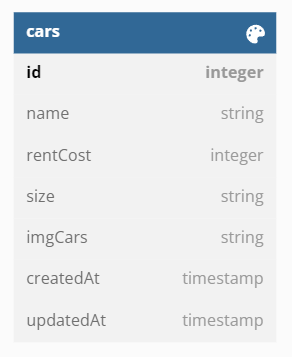 cars
id integer
name string
rentCost integer
size string
imgCars string
createdAt timestamp
updatedAt timestamp